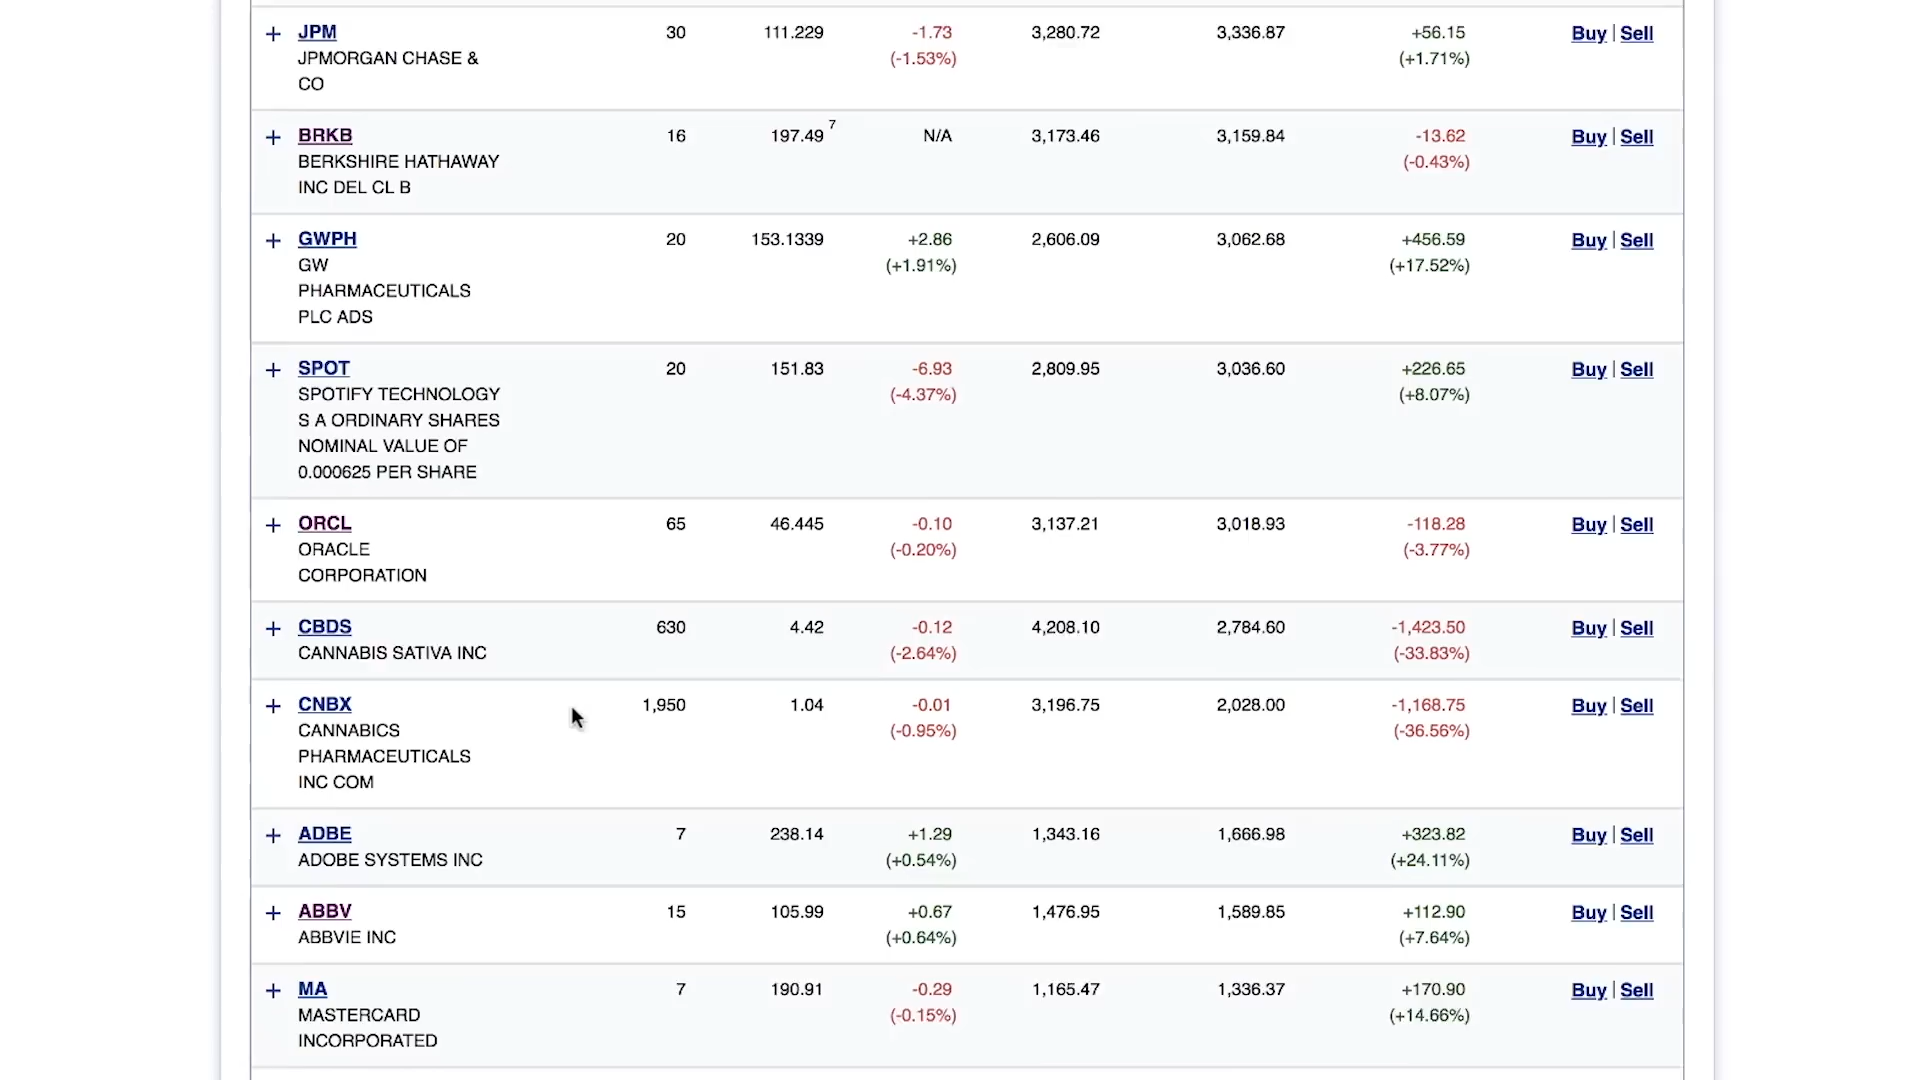 + JPM 30 111.229 -1.73 3,280.72 3,336.87 +56.15 Buy | Sell
JPMORGAN CHASE & (-1.53%) (+1.71%)
CO
+ BRKB 16 197.49 7 N/A 3,173.46 3,159.84 -13.62 Buy | Sell
BERKSHIRE HATHAWAY (-0.43%)
INC DEL CL B
+ GWPH 20 153.1339 +2.86 2,606.09 3,062.68 +456.59 Buy | Sell
GW (+1.91%) (+17.52%)
PHARMACEUTICALS
PLC ADS
+ SPOT 20 151.83 -6.93 2,809.95 3,036.60 +226.65 Buy | Sell
SPOTIFY TECHNOLOGY (-4.37%) (+8.07%)
S A ORDINARY SHARES
NOMINAL VALUE OF
0.000625 PER SHARE
+ ORCL 65 46.445 -0.10 3,137.21 3,018.93 -118.28 Buy | Sell
ORACLE (-0.20%) (-3.77%)
CORPORATION
+ CBDS 630 4.42 -0.12 4,208.10 2,784.60 -1,423.50 Buy | Sell
CANNABIS SATIVA INC (-2.64%) (-33.83%)
+ CNBX 1,950 1.04 -0.01 3,196.75 2,028.00 -1,168.75 Buy | Sell
CANNABICS (-0.95%) (-36.56%)
PHARMACEUTICALS
INC COM
+ ADBE 7 238.14 +1.29 1,343.16 1,666.98 +323.82 Buy | Sell
ADOBE SYSTEMS INC (+0.54%) (+24.11%)
+ ABBV 15 105.99 +0.67 1,476.95 1,589.85 +112.90 Buy | Sell
ABBVIE INC (+0.64%) (+7.64%)
+ MA 7 190.91 -0.29 1,165.47 1,336.37 +170.90 Buy | Sell
MASTERCARD (-0.15%) (+14.66%)
INCORPORATED